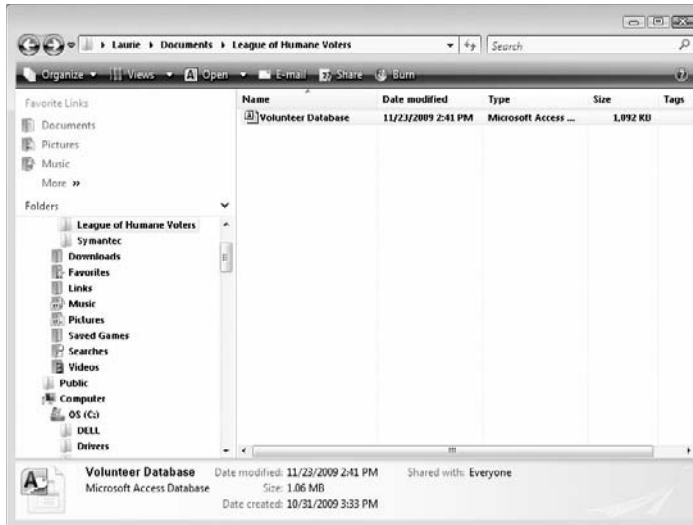 Laurie ▸ Documents ▸ League of Humane Voters
Search
Organize Views Open E-mail Share Burn
Favorite Links
Documents
Pictures
Music
More »
Folders
League of Humane Voters
Symantec
Downloads
Favorites
Links
Music
Pictures
Saved Games
Searches
Videos
Public
Computer
OS (C:)
DELL
Drivers
Name Date modified Type Size Tags
Volunteer Database 11/23/2009 2:41 PM Microsoft Access ... 1,092 KB
Volunteer Database Date modified: 11/23/2009 2:41 PM Shared with: Everyone
Microsoft Access Database Size: 1.06 MB
Date created: 10/31/2009 3:33 PM